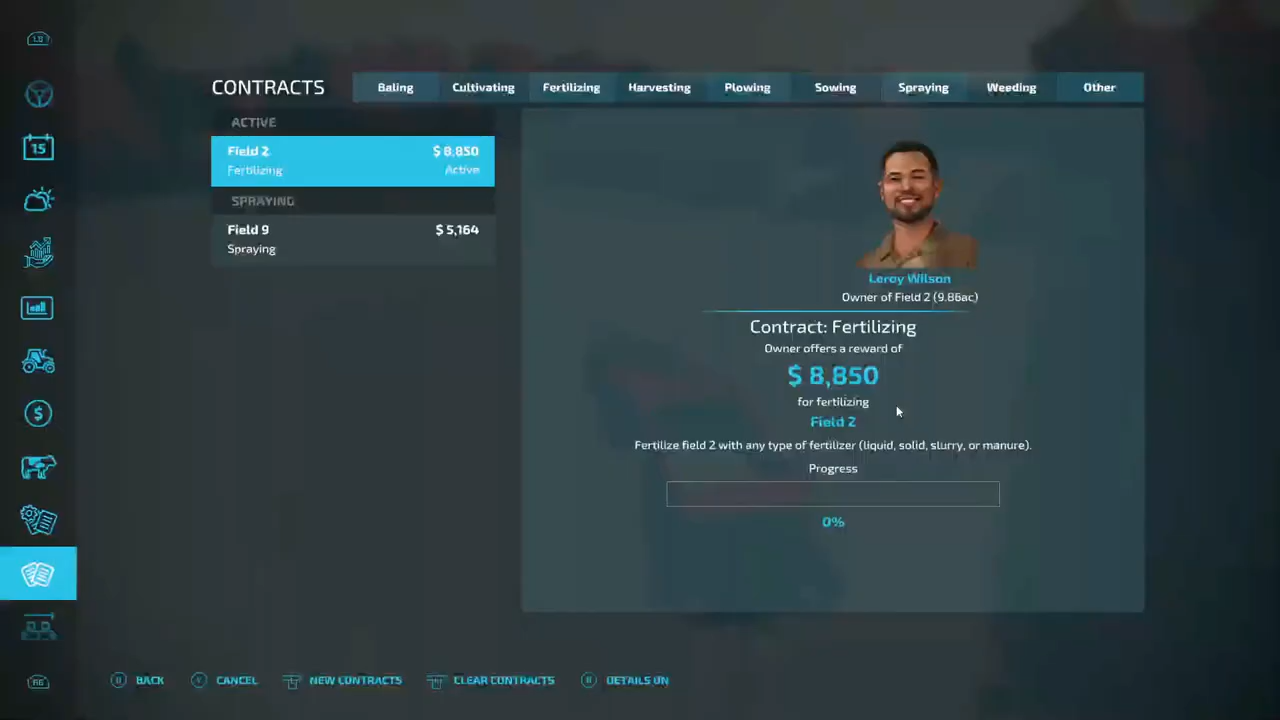 CONTRACTS
Baling
Cultivating
Fertilizing
Harvesting
Plowing
Sowing
Spraying
Weeding
Other
ACTIVE
Field 2 $ 8,850
Fertilizing Active
SPRAYING
Field 9 $ 5,164
Spraying
15
$
Leroy Wilson
Owner of Field 2 (9.86ac)
Contract: Fertilizing
Owner offers a reward of
$ 8,850
for fertilizing
Field 2
Fertilize field 2 with any type of fertilizer (liquid, solid, slurry, or manure).
Progress
0%
BACK
CANCEL
NEW CONTRACTS
CLEAR CONTRACTS
DETAILS ON